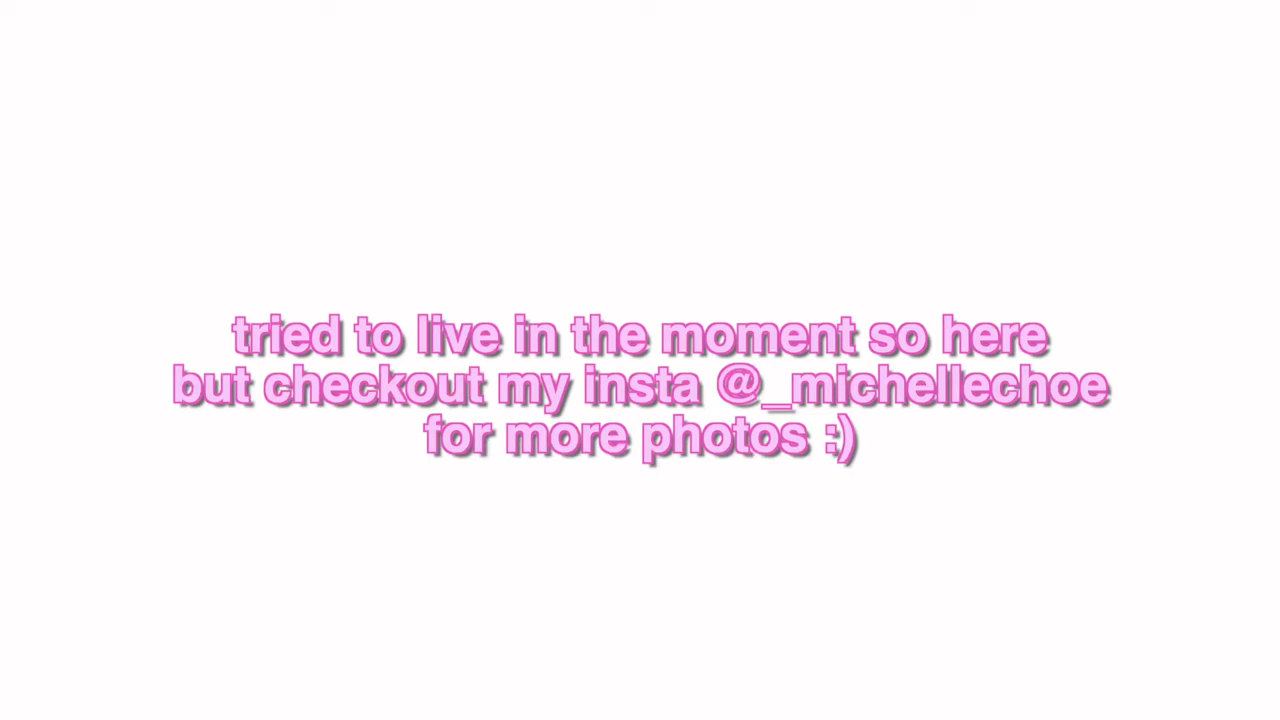 tried to live in the moment so here
but checkout my insta @_michellechoe
for more photos :)